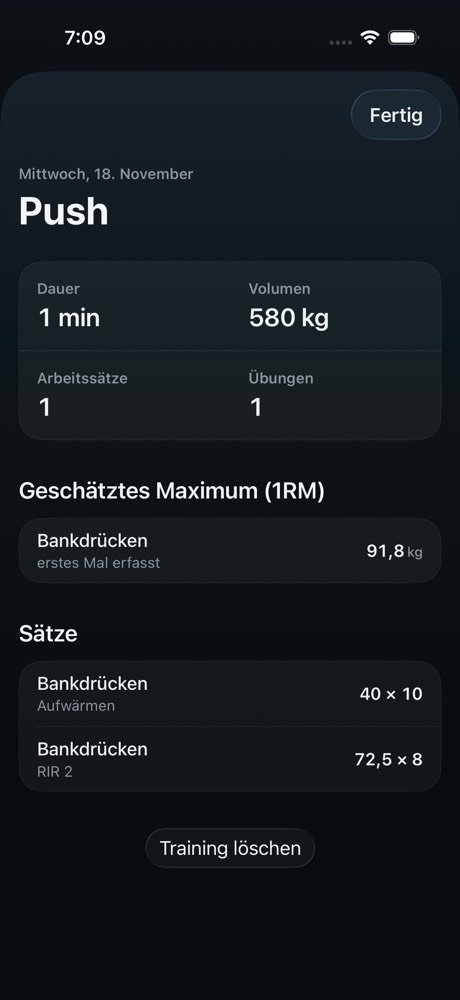 7:09
Fertig
Mittwoch, 18. November
Push
Dauer
1 min
Volumen
580 kg
Arbeitssätze
1
Übungen
1
Geschätztes Maximum (1RM)
Bankdrücken
erstes Mal erfasst
91,8 kg
Sätze
Bankdrücken
Aufwärmen
40 × 10
Bankdrücken
RIR 2
72,5 × 8
Training löschen